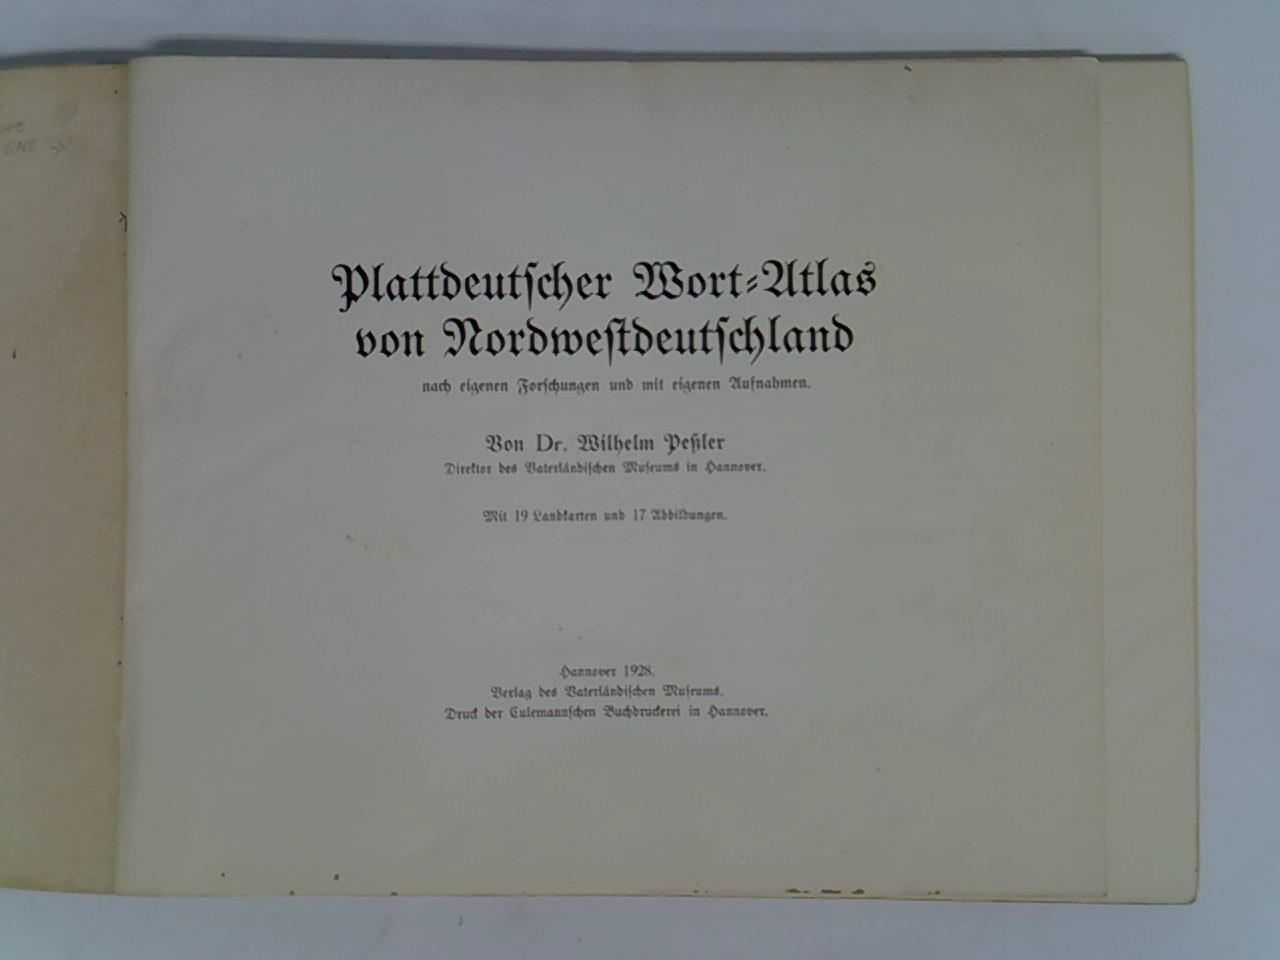 Plattdeutscher Wort-Atlas
von Nordwestdeutschland
nach eigenen Forschungen und mit eigenen Aufnahmen.
Von Dr. Wilhelm Peßler
Direktor des Vaterländischen Museums in Hannover.
Mit 19 Landkarten und 17 Abbildungen.
Hannover 1928.
Verlag des Vaterländischen Museums.
Druck der Culemannschen Buchdruckerei in Hannover.